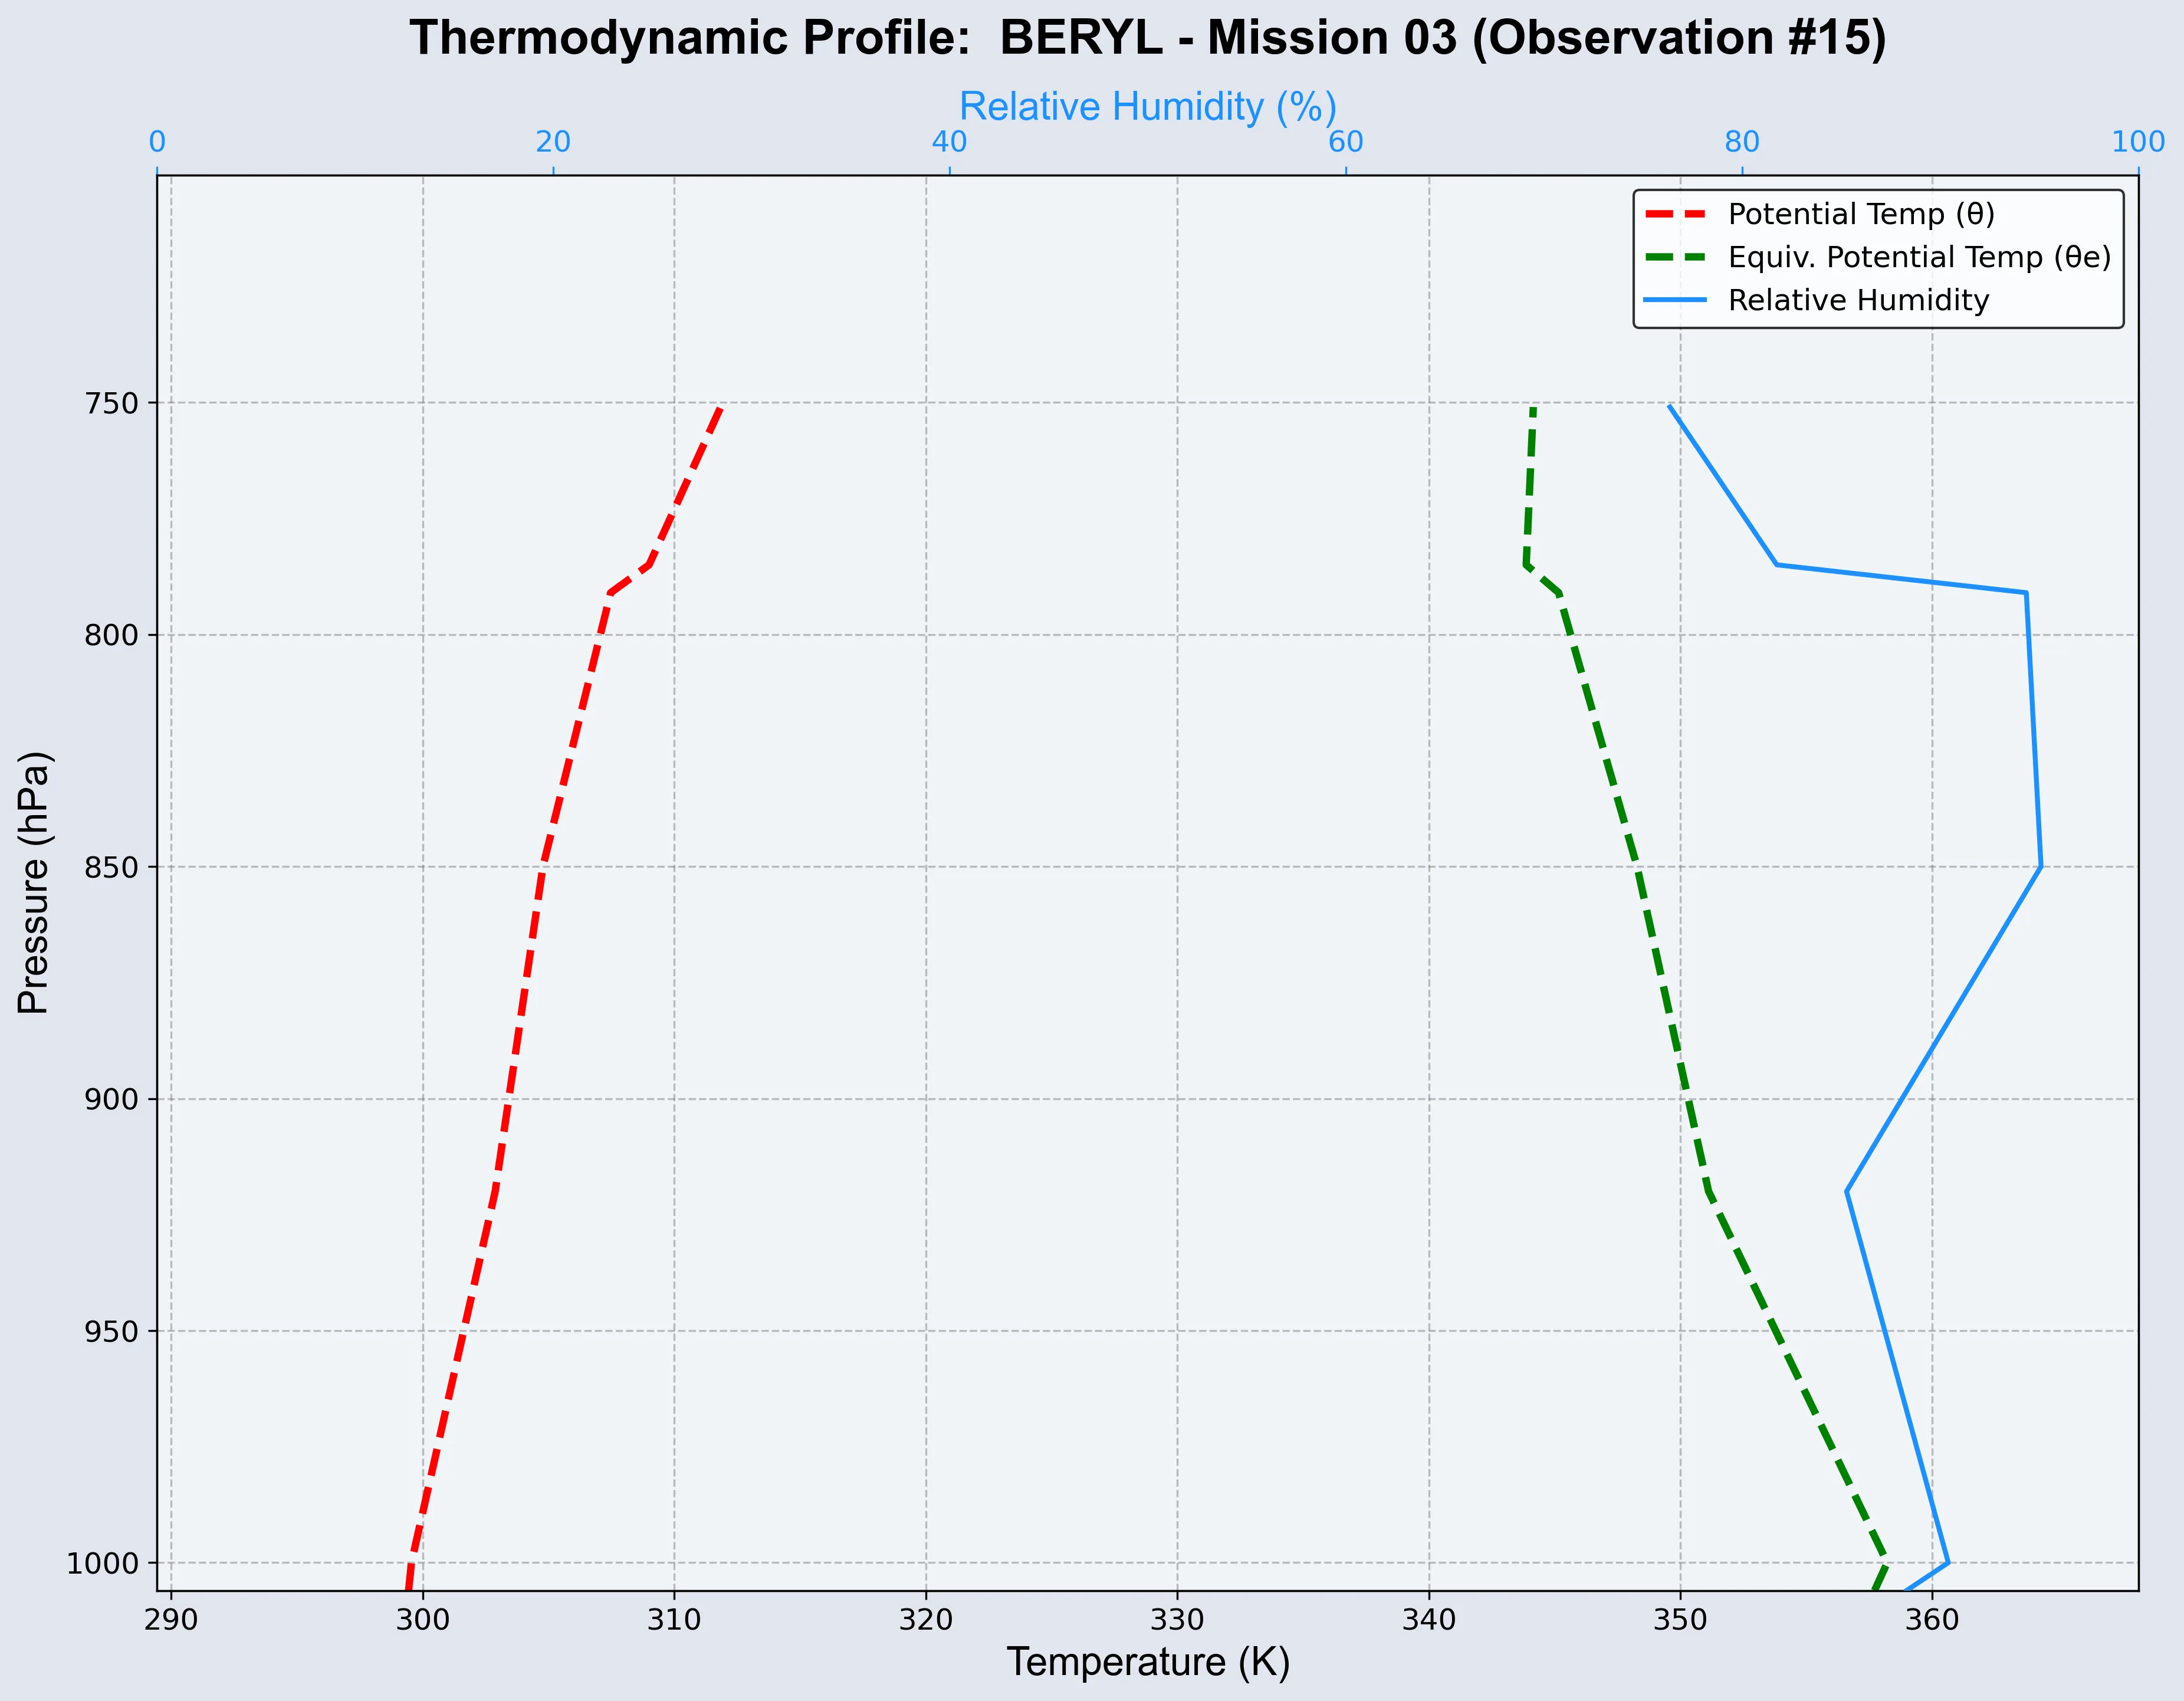 Thermodynamic Profile:  BERYL - Mission 03 (Observation #15)
Relative Humidity (%)
0 20 40 60 80 100
Potential Temp (θ)
Equiv. Potential Temp (θe)
Relative Humidity
Pressure (hPa)
750
800
850
900
950
1000
290 300 310 320 330 340 350 360
Temperature (K)